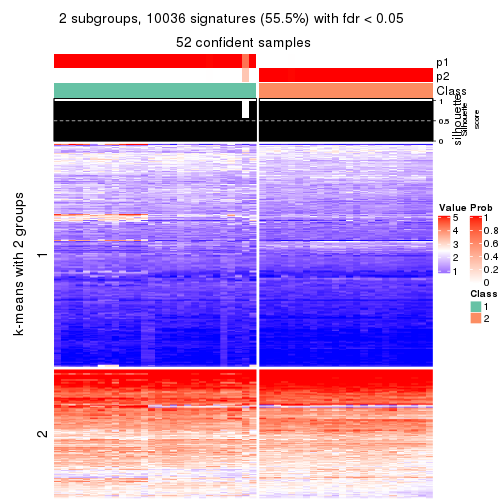 2 subgroups, 10036 signatures (55.5%) with fdr < 0.05
52 confident samples
p1
p2
Class
silhouette
Silhouette
score
1
0.5
0
k-means with 2 groups
1
2
Value
5
4
3
2
1
Prob
1
0.8
0.6
0.4
0.2
0
Class
1
2